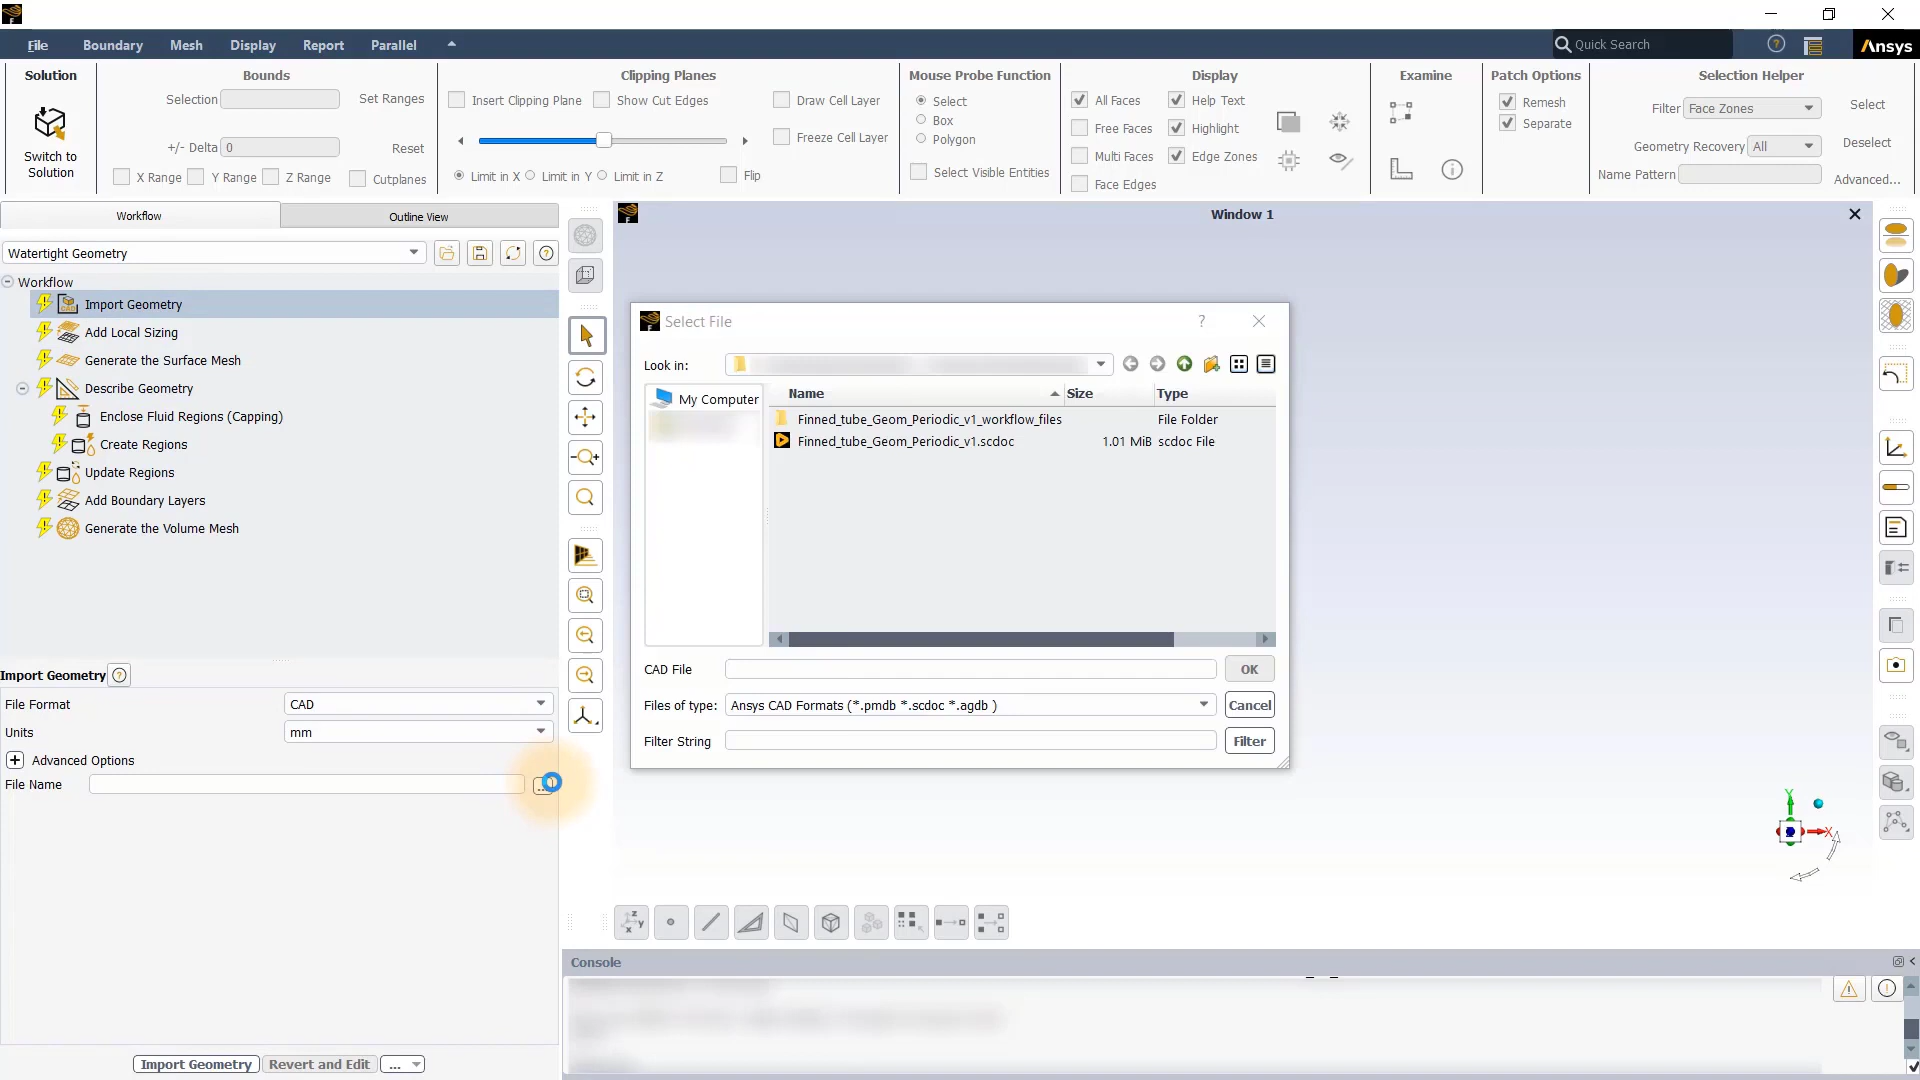 File Boundary Mesh Display Report Parallel Quick Search Ansys
Solution
Switch to
Solution
Bounds
Selection Set Ranges
+/- Delta 0 Reset
X Range Y Range Z Range Cutplanes
Clipping Planes
Insert Clipping Plane Show Cut Edges Draw Cell Layer
Freeze Cell Layer
Limit in X Limit in Y Limit in Z Flip
Mouse Probe Function
Select
Box
Polygon
Select Visible Entities
Display
All Faces Help Text
Free Faces Highlight
Multi Faces Edge Zones
Face Edges
Examine
Patch Options
Remesh
Separate
Selection Helper
Filter Face Zones Select
Geometry Recovery All Deselect
Name Pattern Advanced...
Workflow Outline View
Watertight Geometry
Workflow
Import Geometry
Add Local Sizing
Generate the Surface Mesh
Describe Geometry
Enclose Fluid Regions (Capping)
Create Regions
Update Regions
Add Boundary Layers
Generate the Volume Mesh
Import Geometry
File Format CAD
Units mm
Advanced Options
File Name ...
Import Geometry Revert and Edit ...
Window 1
Select File
Look in:
My Computer
Name Size Type
Finned_tube_Geom_Periodic_v1_workflow_files File Folder
Finned_tube_Geom_Periodic_v1.scdoc 1.01 MiB scdoc File
CAD File OK
Files of type: Ansys CAD Formats (*.pmdb *.scdoc *.agdb ) Cancel
Filter String Filter
Y
X
Console